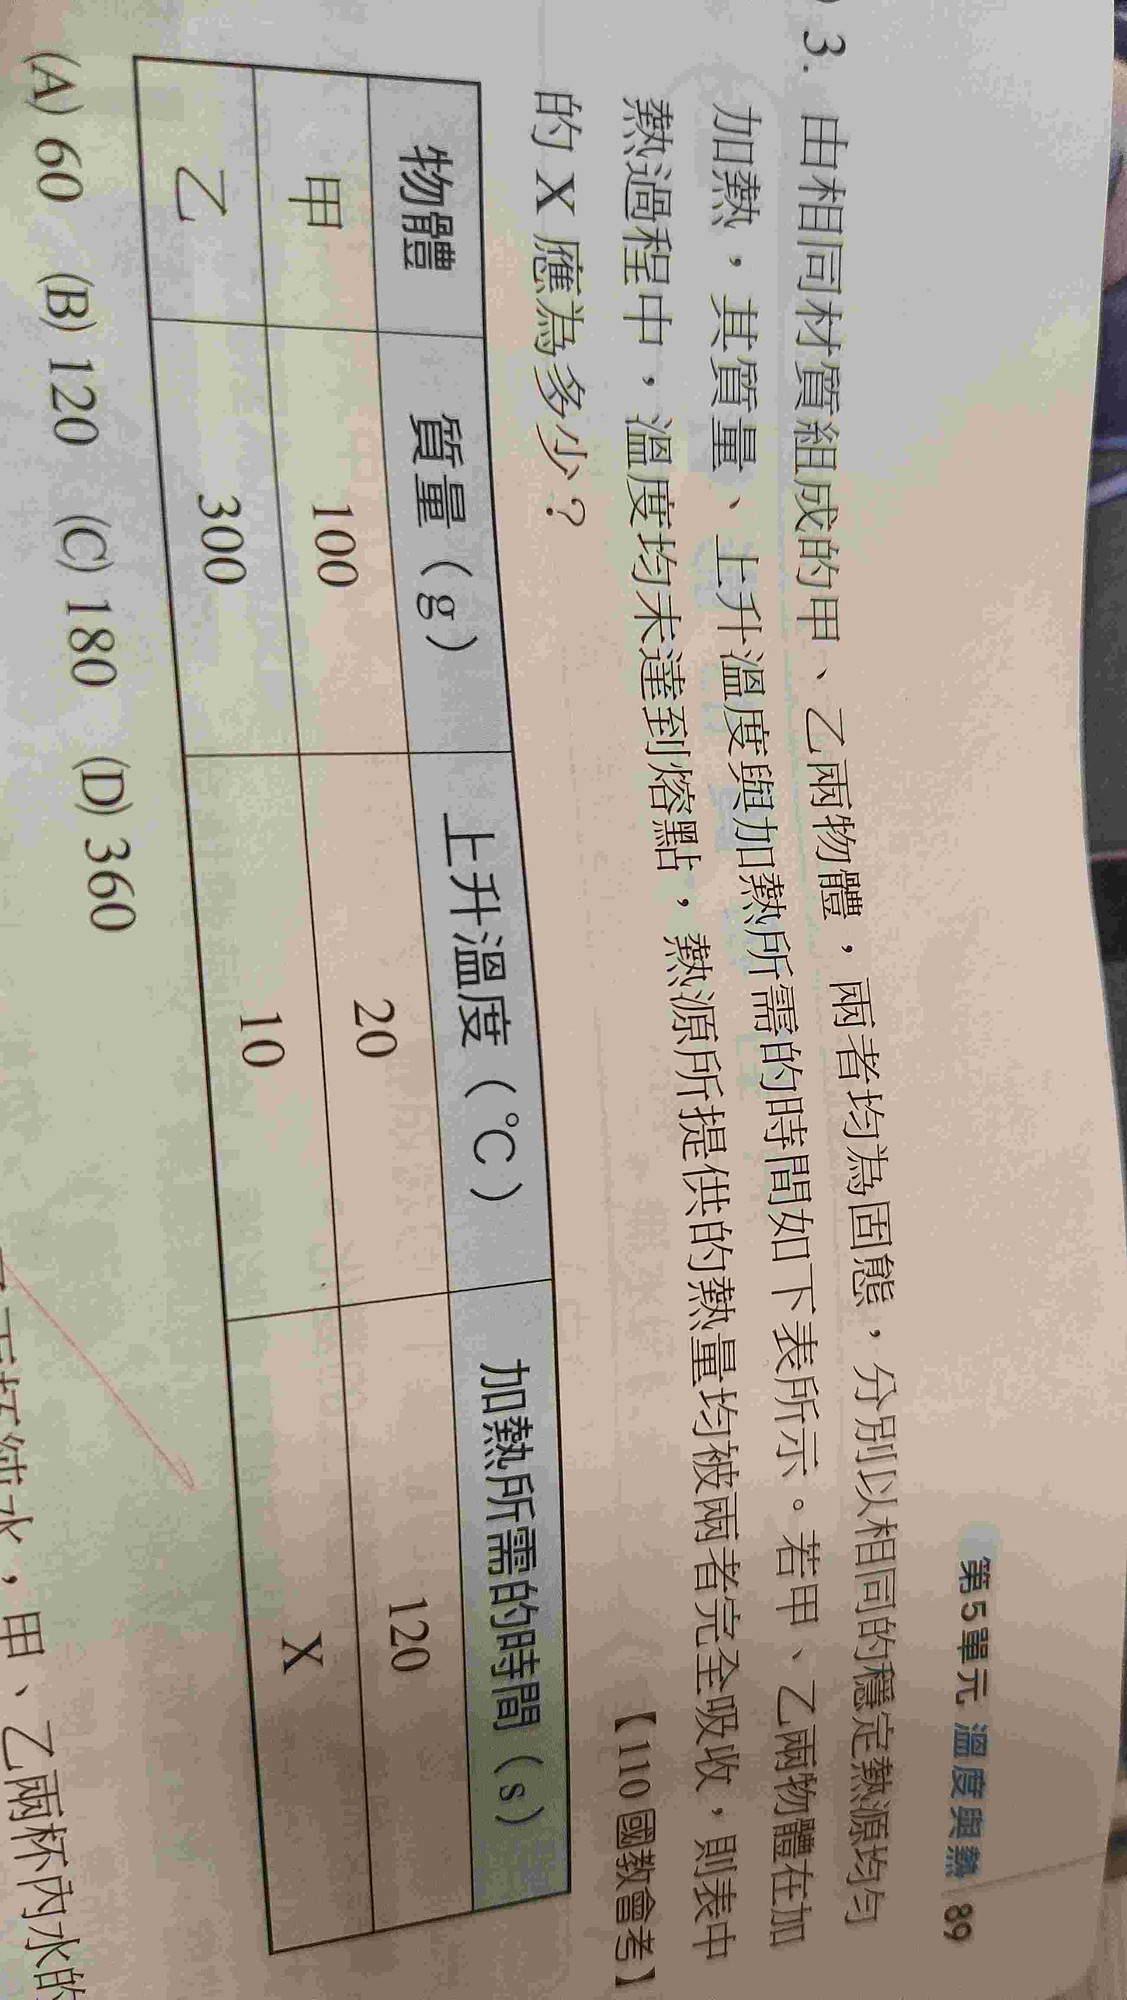 第5單元 溫度與熱 89
3. 由相同材質組成的甲、乙兩物體，兩者均為固態，分別以相同的穩定熱源均勻
加熱，其質量、上升溫度與加熱所需的時間如下表所示。若甲、乙兩物體在加
熱過程中，溫度均未達到熔點，熱源所提供的熱量均被兩者完全吸收，則表中
的 X 應為多少？ 【110 國教會考】
物體 質量（g） 上升溫度（℃） 加熱所需的時間（s）
甲 100 20 120
乙 300 10 X
(A) 60 (B) 120 (C) 180 (D) 360
水，甲、乙兩杯內水的